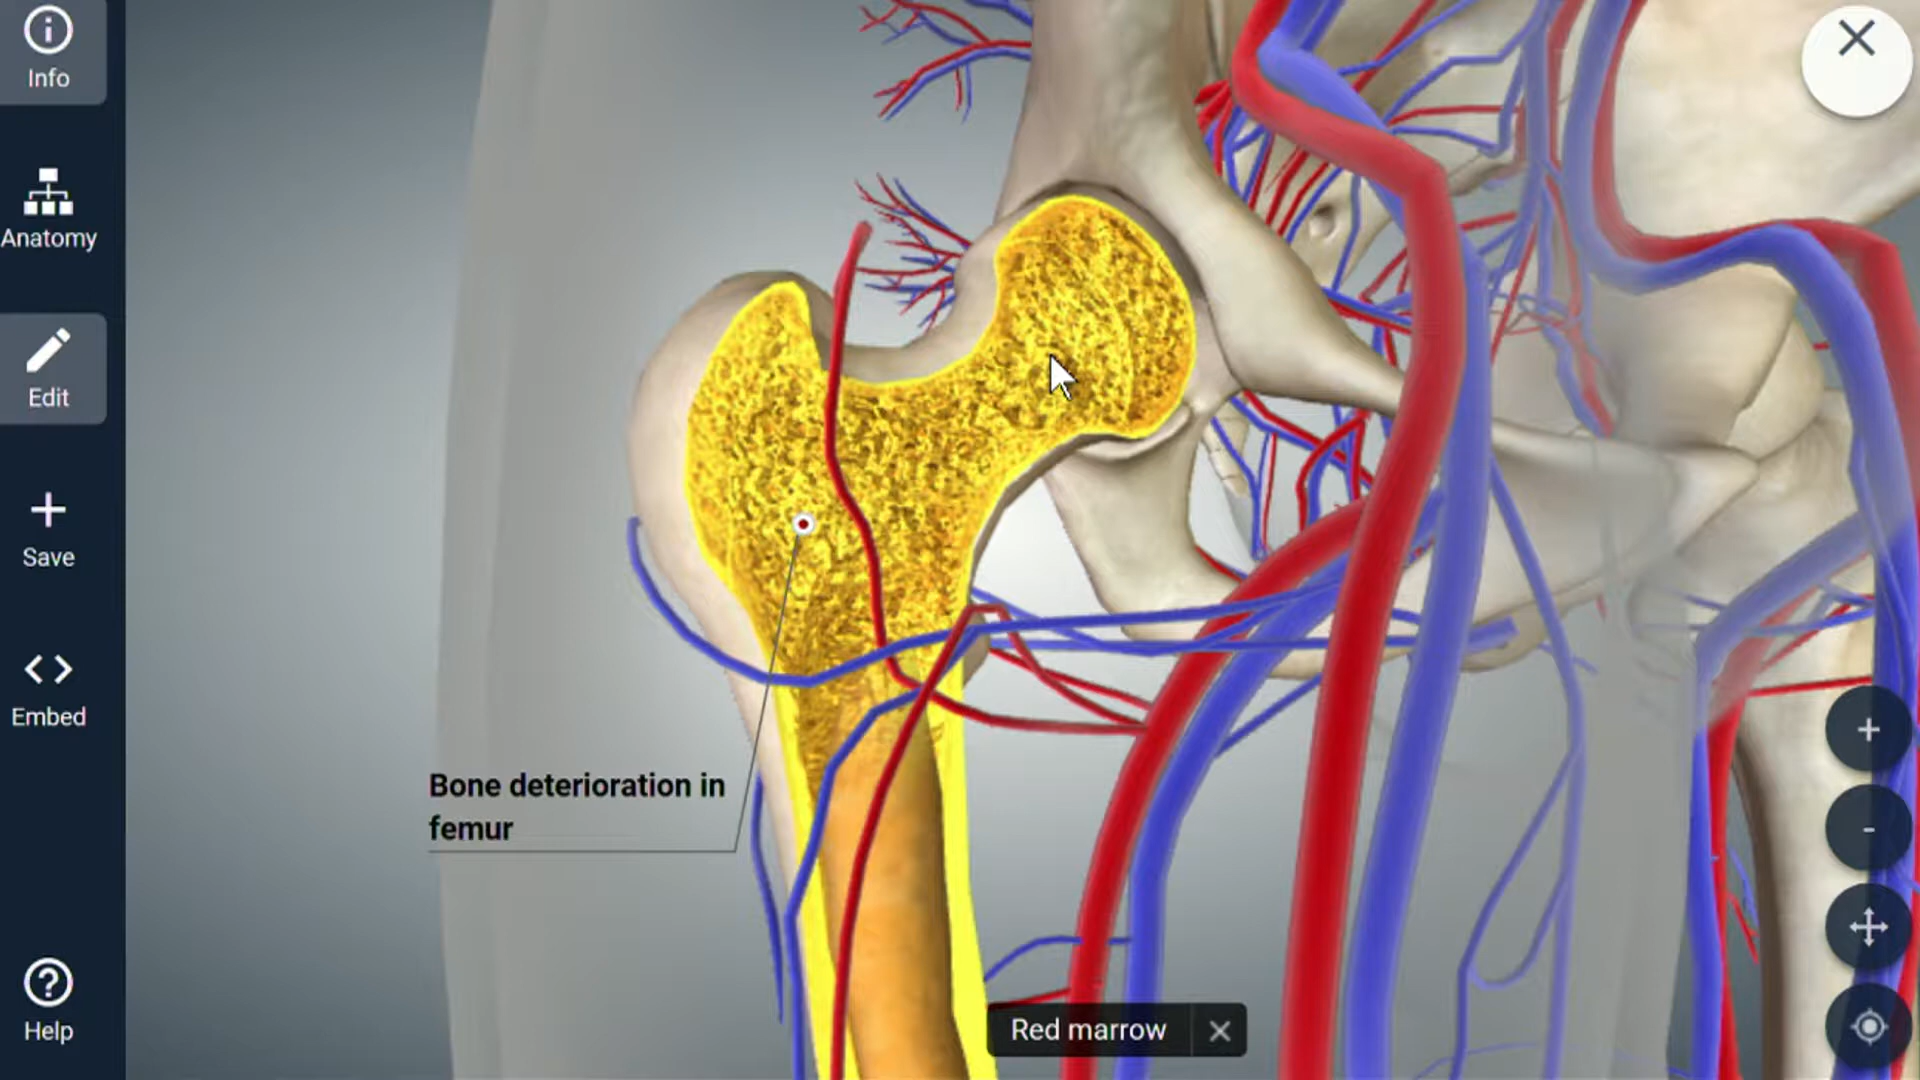 Info
Anatomy
Edit
Save
Embed
Help
Bone deterioration in
femur
Red marrow